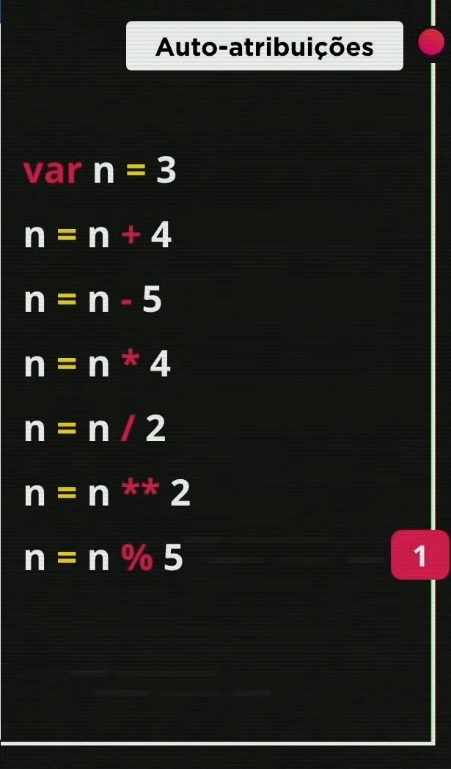 Auto-atribuições
var n = 3
n = n + 4
n = n - 5
n = n * 4
n = n / 2
n = n ** 2
n = n % 5
1